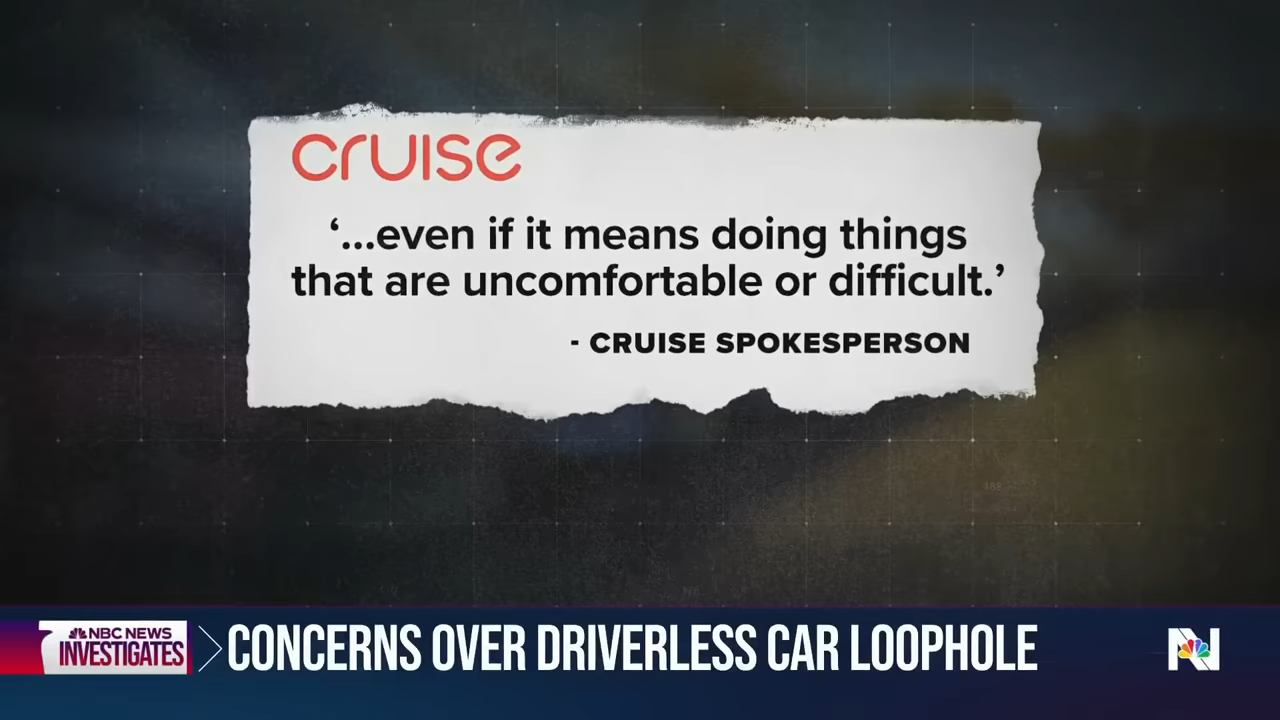 cruise
‘...even if it means doing things
that are uncomfortable or difficult.’
- CRUISE SPOKESPERSON
NBC NEWS
INVESTIGATES
CONCERNS OVER DRIVERLESS CAR LOOPHOLE